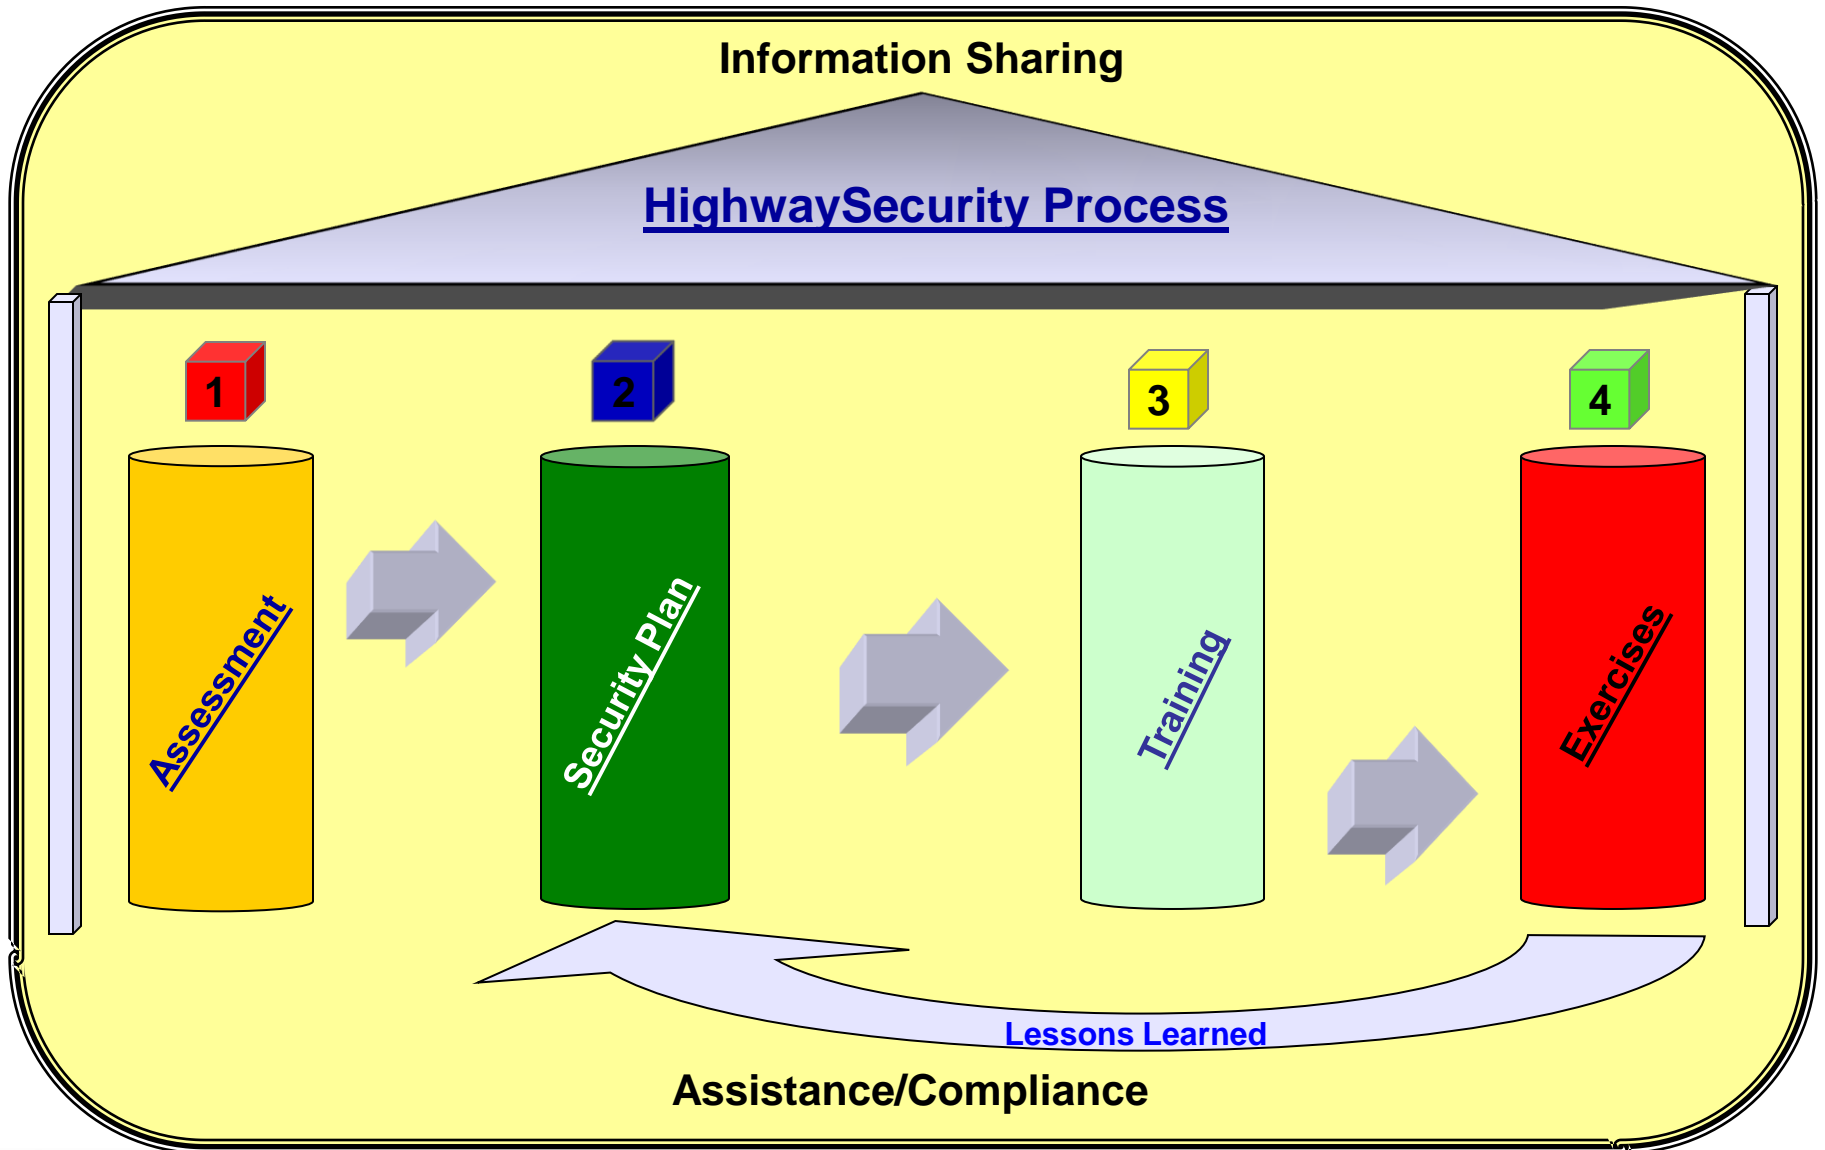 Information Sharing
HighwaySecurity Process
1
2
3
4
Assessment
Security Plan
Training
Exercises
Lessons Learned
Assistance/Compliance